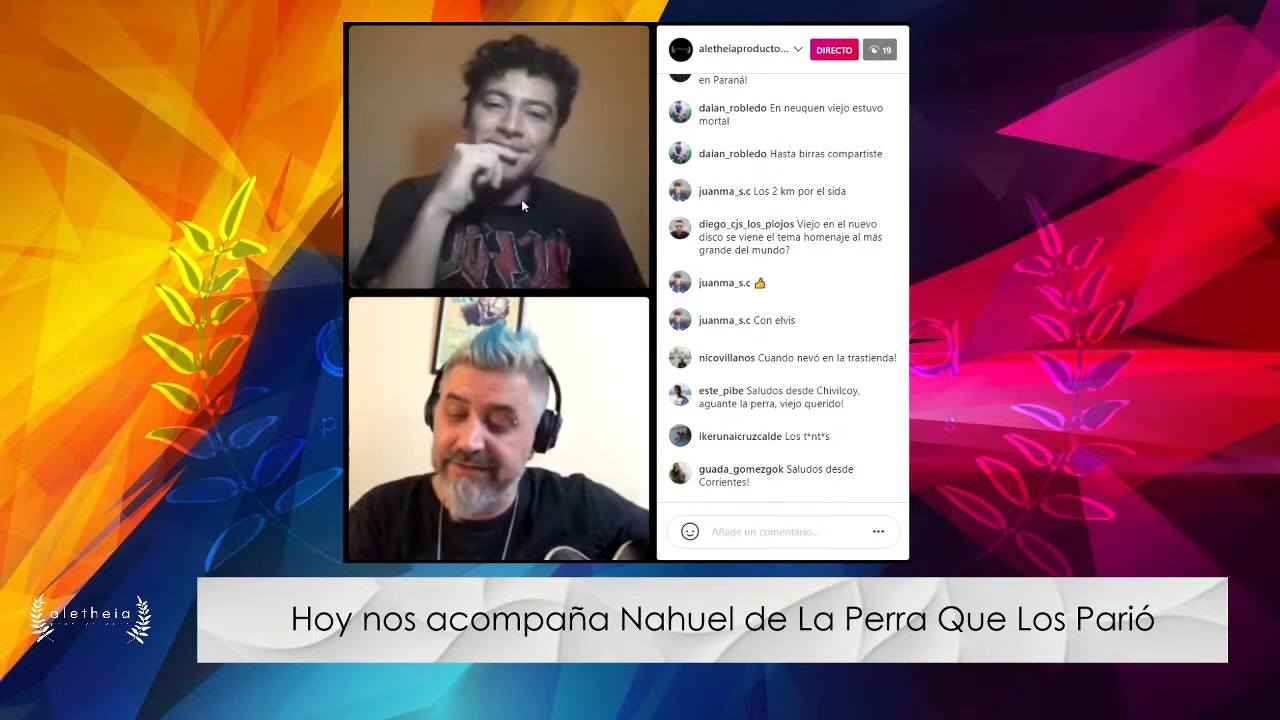 aletheiaproducto...
DIRECTO
19
en Paraná!
daian_robledo En neuquen viejo estuvo
mortal
daian_robledo Hasta birras compartiste
juanma_s.c Los 2 km por el sida
diego_cjs_los_piojos Viejo en el nuevo
disco se viene el tema homenaje al más
grande del mundo?
juanma_s.c 👍
juanma_s.c Con elvis
nicovillanos Cuando nevó en la trastienda!
este_pibe Saludos desde Chivilcoy,
aguante la perra, viejo querido!
ikerunaicruzcalde Los t*nt*s
guada_gomezgok Saludos desde
Corrientes!
Añade un comentario...
aletheia
Hoy nos acompaña Nahuel de La Perra Que Los Parió